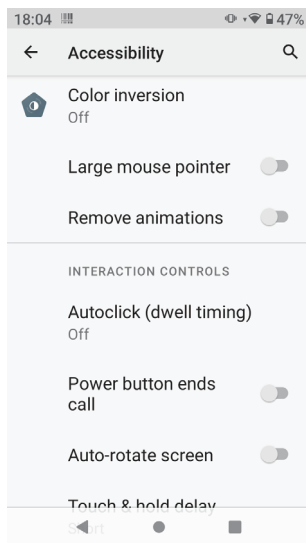 18:04 47%
Accessibility
Color inversion
Off
Large mouse pointer
Remove animations
INTERACTION CONTROLS
Autoclick (dwell timing)
Off
Power button ends
call
Auto-rotate screen
Touch & hold delay
Short